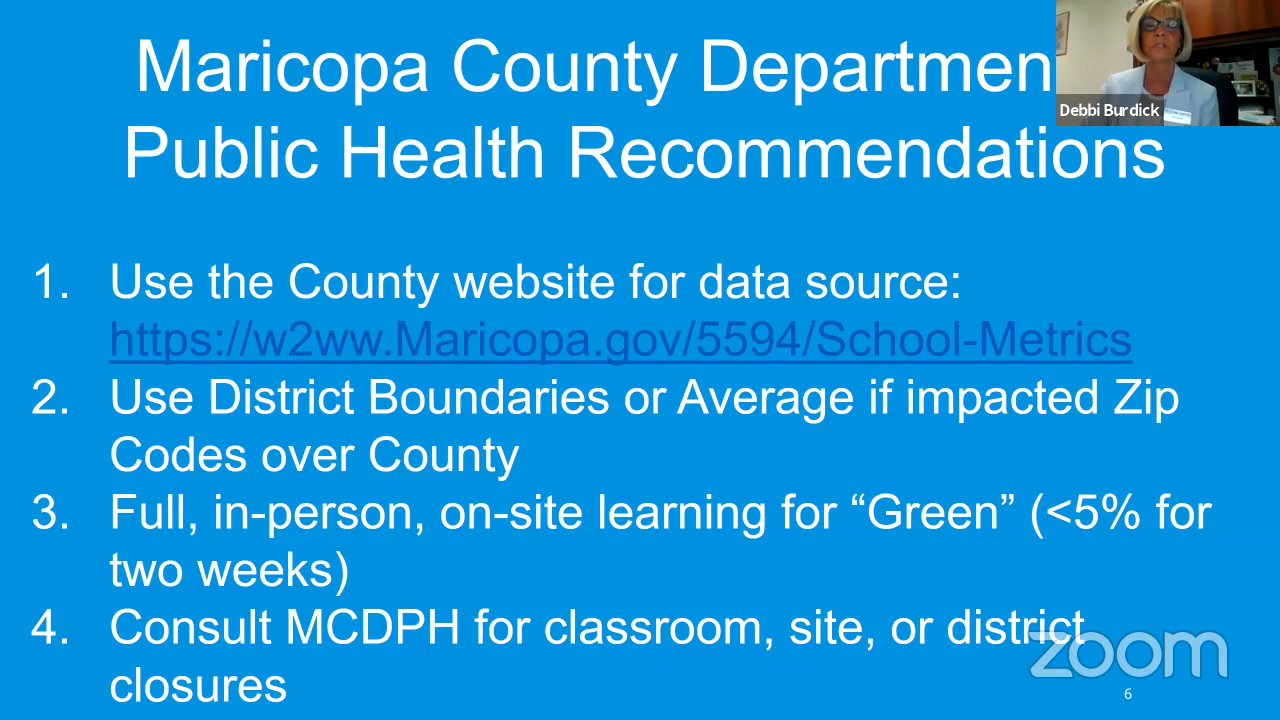 Maricopa County Departmen
Public Health Recommendations
Debbi Burdick
1. Use the County website for data source:
https://w2ww.Maricopa.gov/5594/School-Metrics
2. Use District Boundaries or Average if impacted Zip
Codes over County
3. Full, in-person, on-site learning for “Green” (<5% for
two weeks)
4. Consult MCDPH for classroom, site, or district
closures
zoom
6